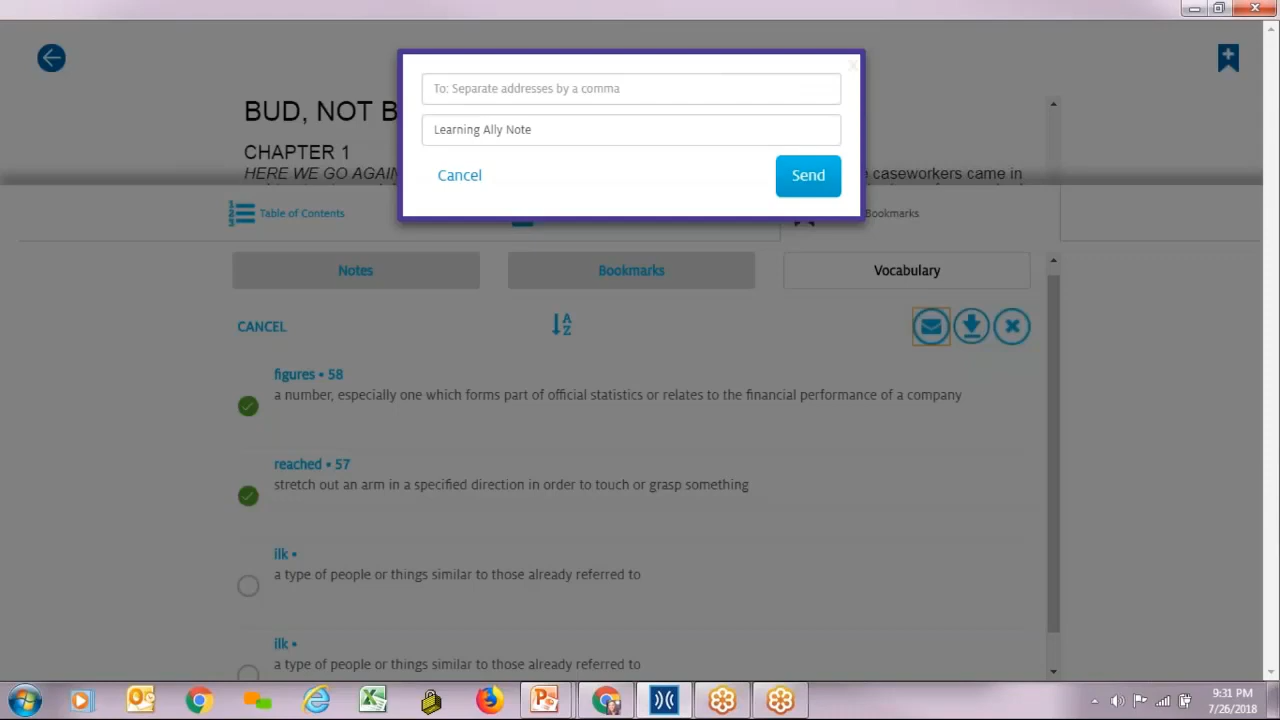 To: Separate addresses by a comma
Learning Ally Note
Cancel
Send
BUD, NOT B
CHAPTER 1
HERE WE GO AGAIN
caseworkers came in
Table of Contents
Bookmarks
Notes
Bookmarks
Vocabulary
CANCEL
A
Z
figures • 58
a number, especially one which forms part of official statistics or relates to the financial performance of a company
reached • 57
stretch out an arm in a specified direction in order to touch or grasp something
ilk •
a type of people or things similar to those already referred to
ilk •
a type of people or things similar to those already referred to
9:31 PM
7/26/2018